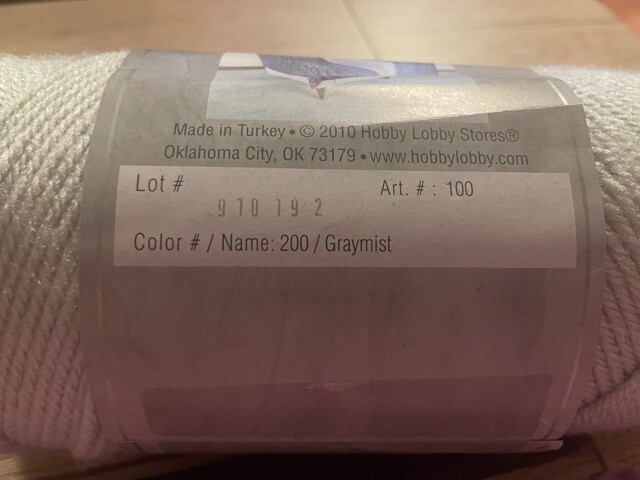 Made in Turkey • © 2010 Hobby Lobby Stores®
Oklahoma City, OK 73179 • www.hobbylobby.com
Lot # Art. # : 100
970 19 2
Color # / Name: 200 / Graymist